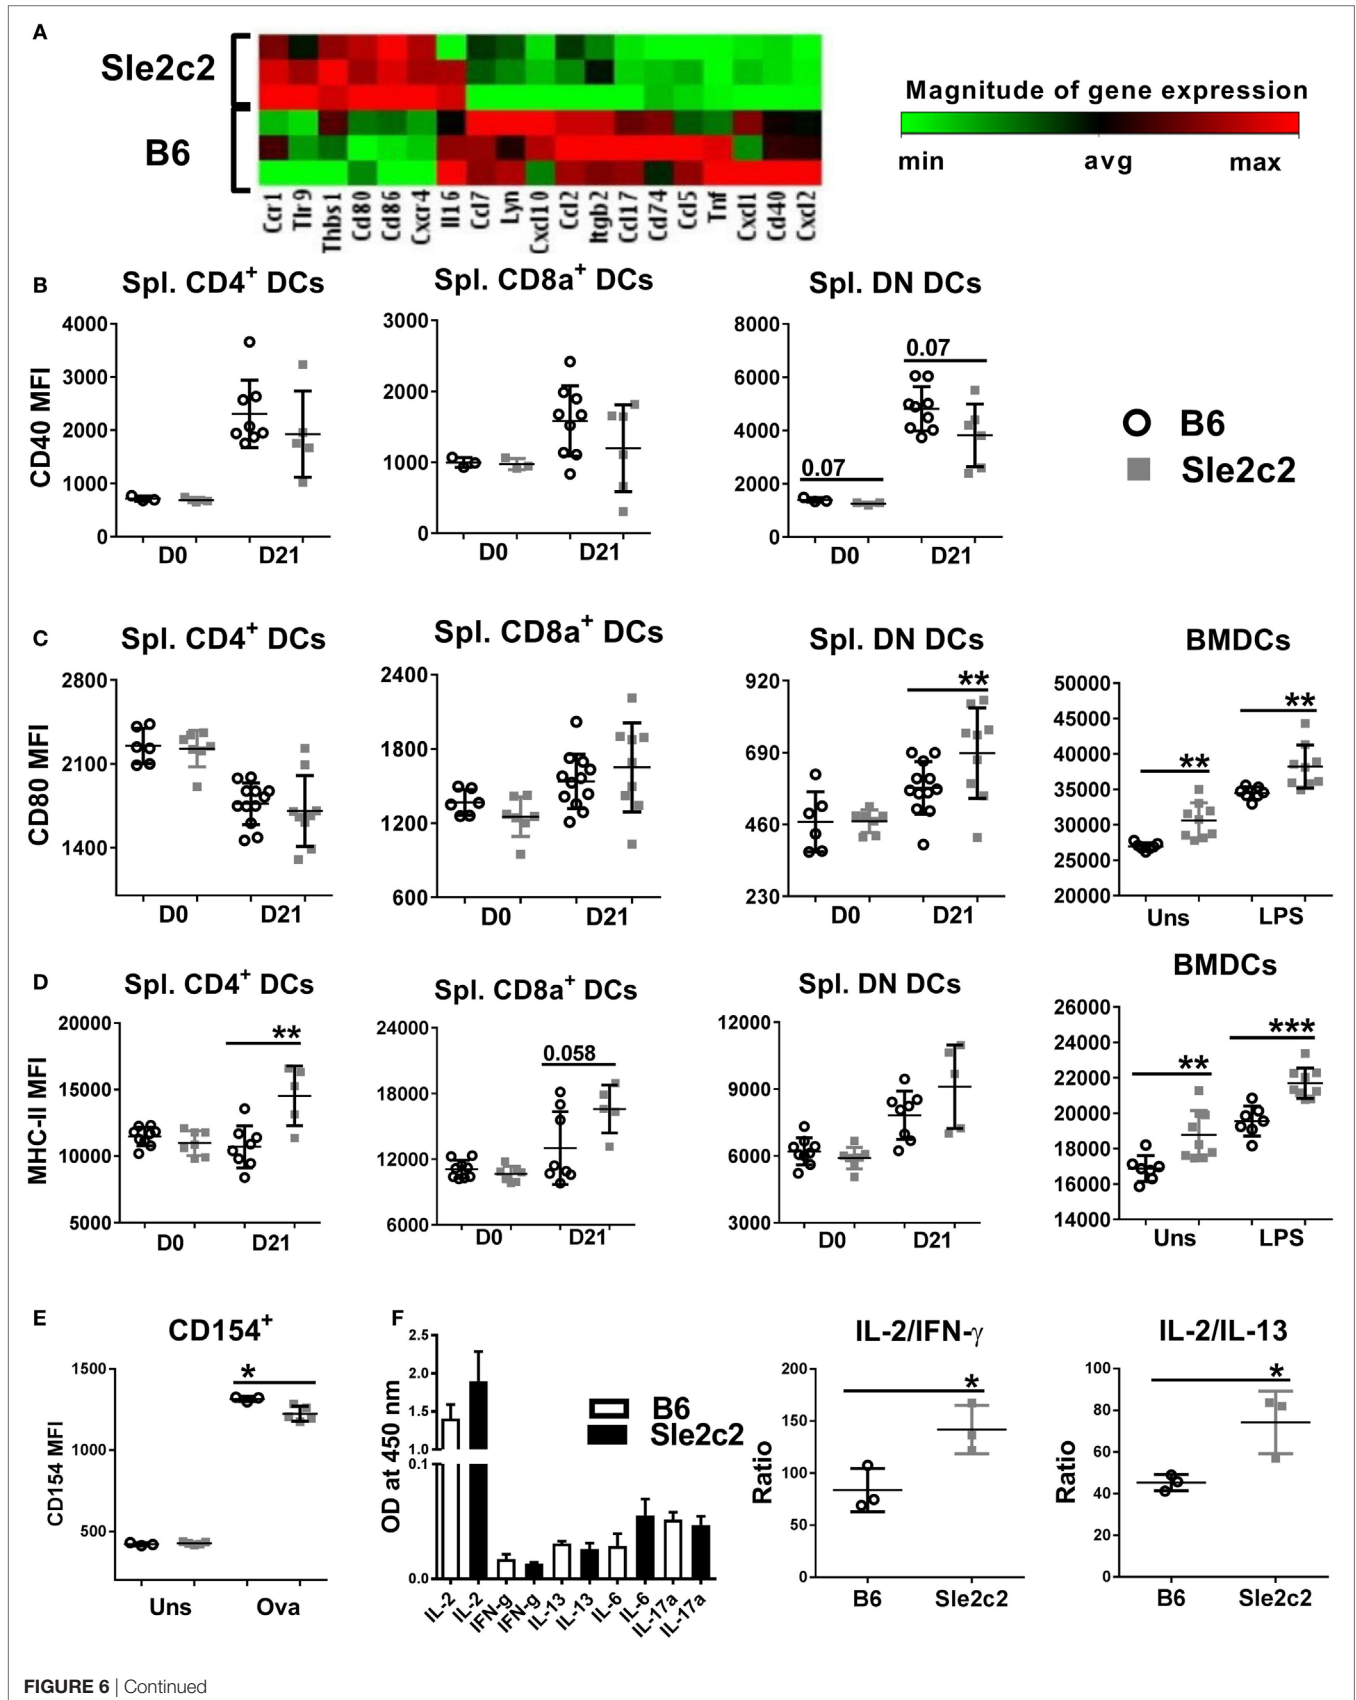 A
Sle2c2
B6
Magnitude of gene expression
min avg max
Ccr1 Tlr9 Thbs1 Cd80 Cd86 Cxcr4 Il16 Ccl7 Lyn Cxcl10 Ccl2 Itgb2 Ccl17 Cd74 Ccl5 Tnf Cxcl1 Cd40 Cxcl2
B
Spl. CD4+ DCs
CD40 MFI
4000
3000
2000
1000
0
D0 D21
Spl. CD8a+ DCs
3000
2000
1000
0
D0 D21
Spl. DN DCs
8000
6000
4000
2000
0
0.07
0.07
D0 D21
B6
Sle2c2
C
Spl. CD4+ DCs
CD80 MFI
2800
2100
1400
D0 D21
Spl. CD8a+ DCs
2400
1800
1200
600
D0 D21
Spl. DN DCs
920
690
460
230
**
D0 D21
BMDCs
50000
45000
40000
35000
30000
25000
20000
**
**
Uns LPS
D
Spl. CD4+ DCs
MHC-II MFI
20000
15000
10000
5000
**
D0 D21
Spl. CD8a+ DCs
24000
18000
12000
6000
0.058
D0 D21
Spl. DN DCs
12000
9000
6000
3000
D0 D21
BMDCs
26000
24000
22000
20000
18000
16000
14000
**
***
Uns LPS
E
CD154+
CD154 MFI
1500
1000
500
*
Uns Ova
F
OD at 450 nm
2.5
2.0
1.5
1.0
0.1
0.0
B6
Sle2c2
IL-2 IL-2 IFN-g IFN-g IL-13 IL-13 IL-6 IL-6 IL-17a IL-17a
IL-2/IFN-γ
Ratio
200
150
100
50
0
*
B6 Sle2c2
IL-2/IL-13
Ratio
100
80
60
40
20
0
*
B6 Sle2c2
FIGURE 6 | Continued